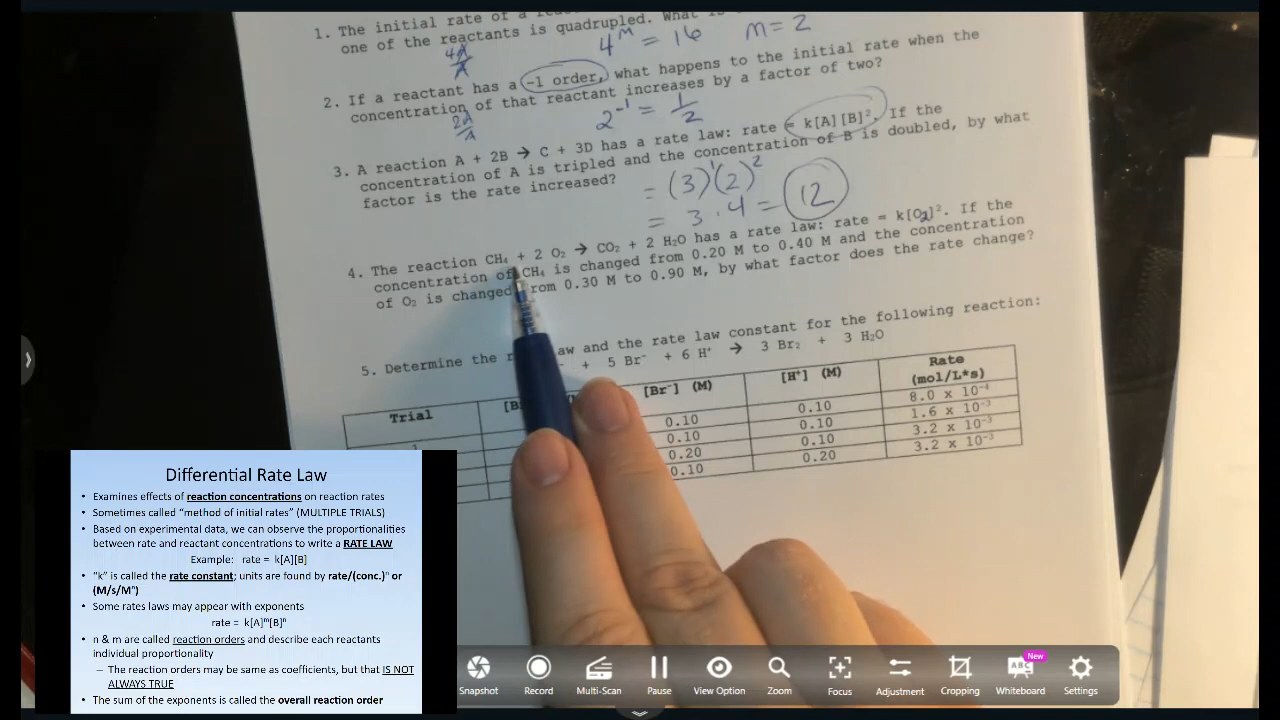 1. The initial rate of a
one of the reactants is quadrupled. What is
4A/A
4^m = 16 m = 2
2. If a reactant has a -1 order, what happens to the initial rate when the
concentration of that reactant increases by a factor of two?
2A/A
2^-1 = 1/2
3. A reaction A + 2B → C + 3D has a rate law: rate = k[A][B]². If the
concentration of A is tripled and the concentration of B is doubled, by what
factor is the rate increased?
= (3)¹(2)²
= 3 · 4 = 12
4. The reaction CH₄ + 2 O₂ → CO₂ + 2 H₂O has a rate law: rate = k[O₂]². If the
concentration of CH₄ is changed from 0.20 M to 0.40 M and the concentration
of O₂ is changed from 0.30 M to 0.90 M, by what factor does the rate change?
5. Determine the law and the rate law constant for the following reaction:
+ 5 Br⁻ + 6 H⁺ → 3 Br₂ + 3 H₂O
Trial [Br⁻] (M) [H⁺] (M) Rate (mol/L*s)
0.10 0.10 8.0 x 10⁻⁴
0.10 0.10 1.6 x 10⁻³
0.20 0.10 3.2 x 10⁻³
0.10 0.20 3.2 x 10⁻³
Differential Rate Law
• Examines effects of reaction concentrations on reaction rates
• Sometimes called "method of initial rates" (MULTIPLE TRIALS)
• Based on experimental data, we can observe the proportionalities
between rate and reactant concentrations to write a RATE LAW
Example: rate = k[A][B]
• "k" is called the rate constant; units are found by rate/(conc.)ⁿ or
(M/s/Mⁿ)
• Some rates laws may appear with exponents
rate = k[A]ᵐ[B]ⁿ
• n & m are called reaction orders and describe each reactants
individual proportionality
– The reaction orders may be same as coefficients, but that IS NOT
ALWAYS TRUE
• The sum of the exponents is called the overall reaction order
Snapshot Record Multi-Scan Pause View Option Zoom Focus Adjustment Cropping Whiteboard Settings
New
ABC